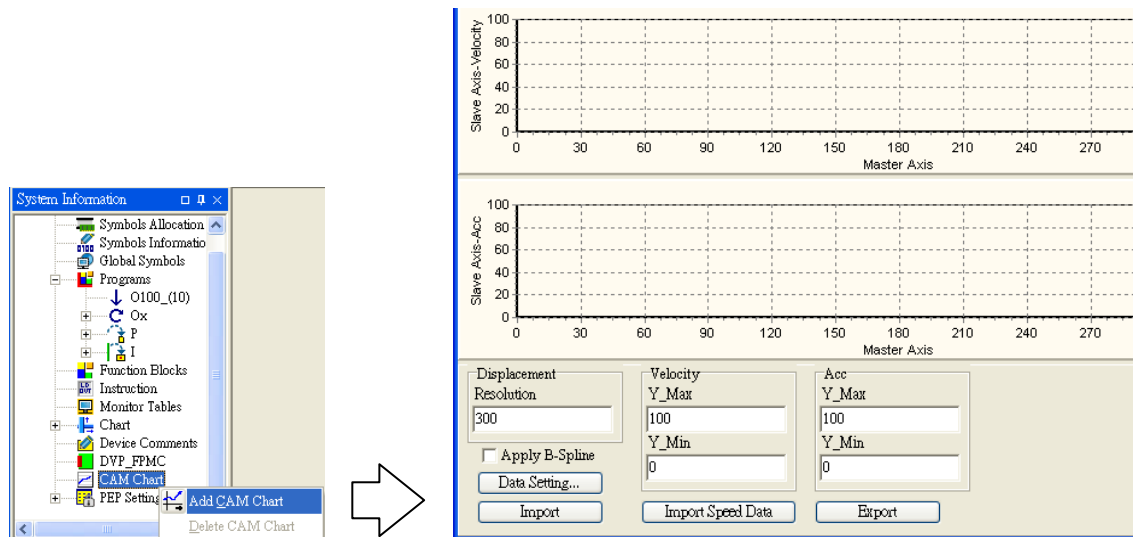 System Information
Symbols Allocation
Symbols Informatio
Global Symbols
Programs
O100_(10)
Ox
P
I
Function Blocks
Instruction
Monitor Tables
Chart
Device Comments
DVP_FPMC
CAM Chart
PEP Setting
Add CAM Chart
Delete CAM Chart
Slave Axis-Velocity
100
80
60
40
20
0
0 30 60 90 120 150 180 210 240 270
Master Axis
Slave Axis-Acc
100
80
60
40
20
0
0 30 60 90 120 150 180 210 240 270
Master Axis
Displacement
Resolution
300
Apply B-Spline
Data Setting...
Import
Velocity
Y_Max
100
Y_Min
0
Import Speed Data
Acc
Y_Max
100
Y_Min
0
Export